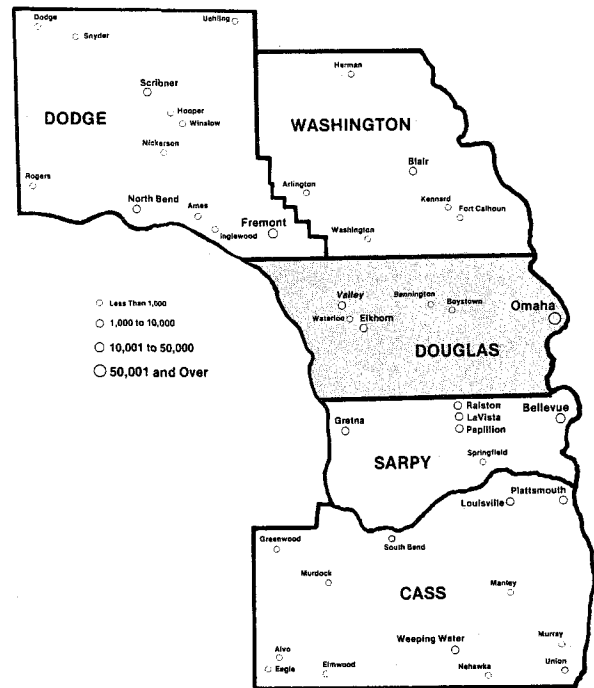 Dodge
Uehling
Snyder
Herman
Scribner
Hooper
DODGE
Winslow
WASHINGTON
Nickerson
Blair
Rogers
Arlington
North Bend
Ames
Kennard
Fort Calhoun
Fremont
Inglewood
Washington
Less Than 1,000
1,000 to 10,000
10,001 to 50,000
50,001 and Over
Valley
Bennington
Boystown
Omaha
Waterloo
Elkhorn
DOUGLAS
Ralston
Bellevue
LaVista
Gretna
Papillion
Springfield
SARPY
Plattsmouth
Louisville
Greenwood
South Bend
Murdock
Manley
CASS
Weeping Water
Murray
Alvo
Eagle
Elmwood
Nehawka
Union